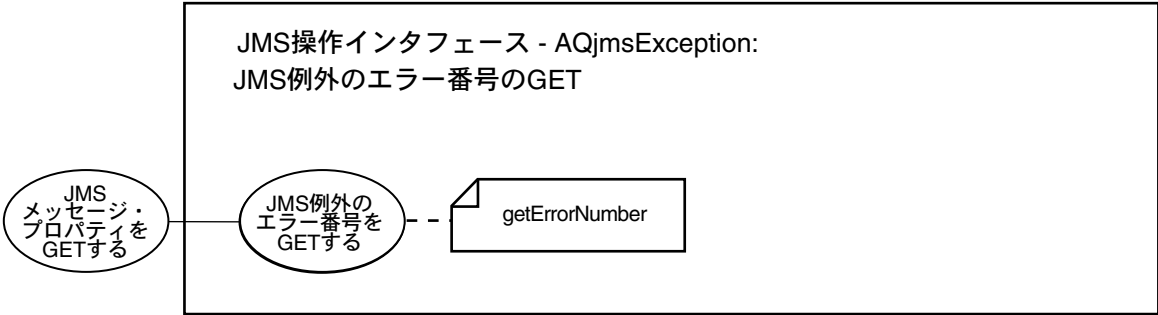 JMS操作インタフェース - AQjmsException:
JMS例外のエラー番号のGET
JMS
メッセージ・
プロパティを
GETする
JMS例外の
エラー番号を
GETする
getErrorNumber